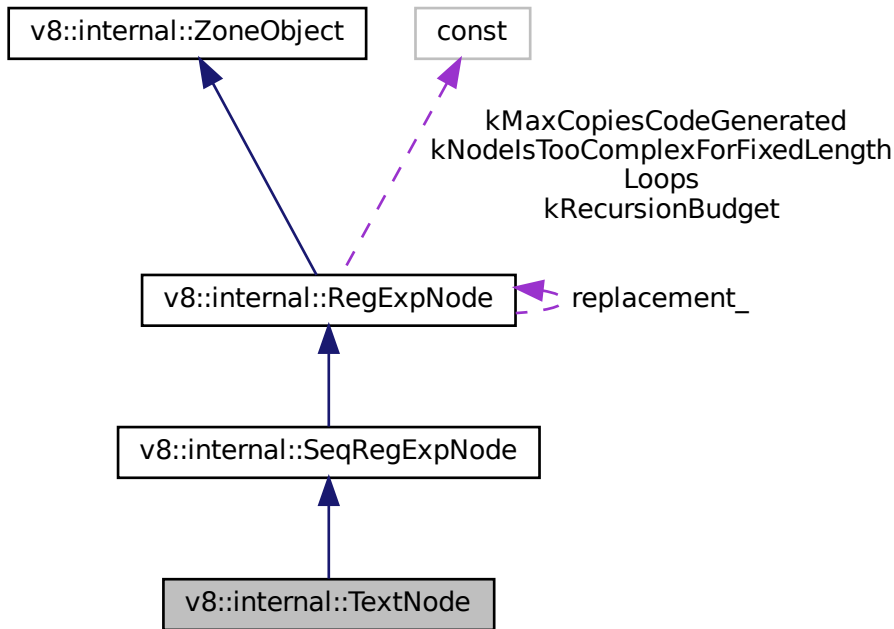 v8::internal::ZoneObject
const
kMaxCopiesCodeGenerated
kNodeIsTooComplexForFixedLength
Loops
kRecursionBudget
v8::internal::RegExpNode
replacement_
v8::internal::SeqRegExpNode
v8::internal::TextNode